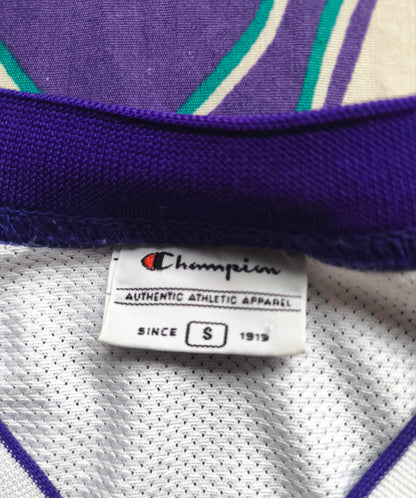 Champion
AUTHENTIC ATHLETIC APPAREL
SINCE S 1919